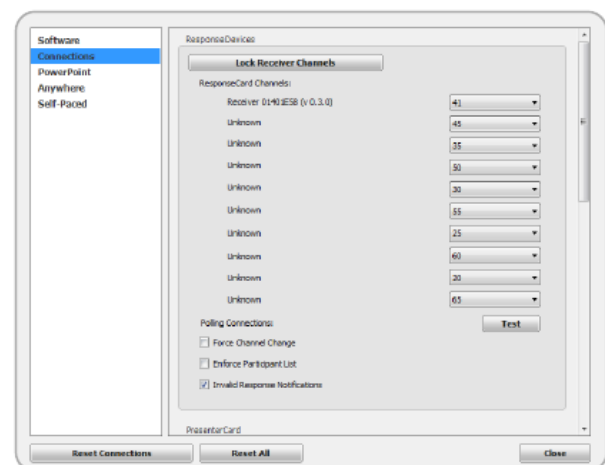 Software
Connections
PowerPoint
Anywhere
Self-Paced
ResponseDevices
Lock Receiver Channels
ResponseCard Channels:
Receiver 01401E5B (v 0.3.0) 41
Unknown 45
Unknown 35
Unknown 50
Unknown 30
Unknown 55
Unknown 25
Unknown 60
Unknown 20
Unknown 65
Polling Connections: Test
Force Channel Change
Enforce Participant List
Invalid Response Notifications
PresenterCard
Reset Connections Reset All Close